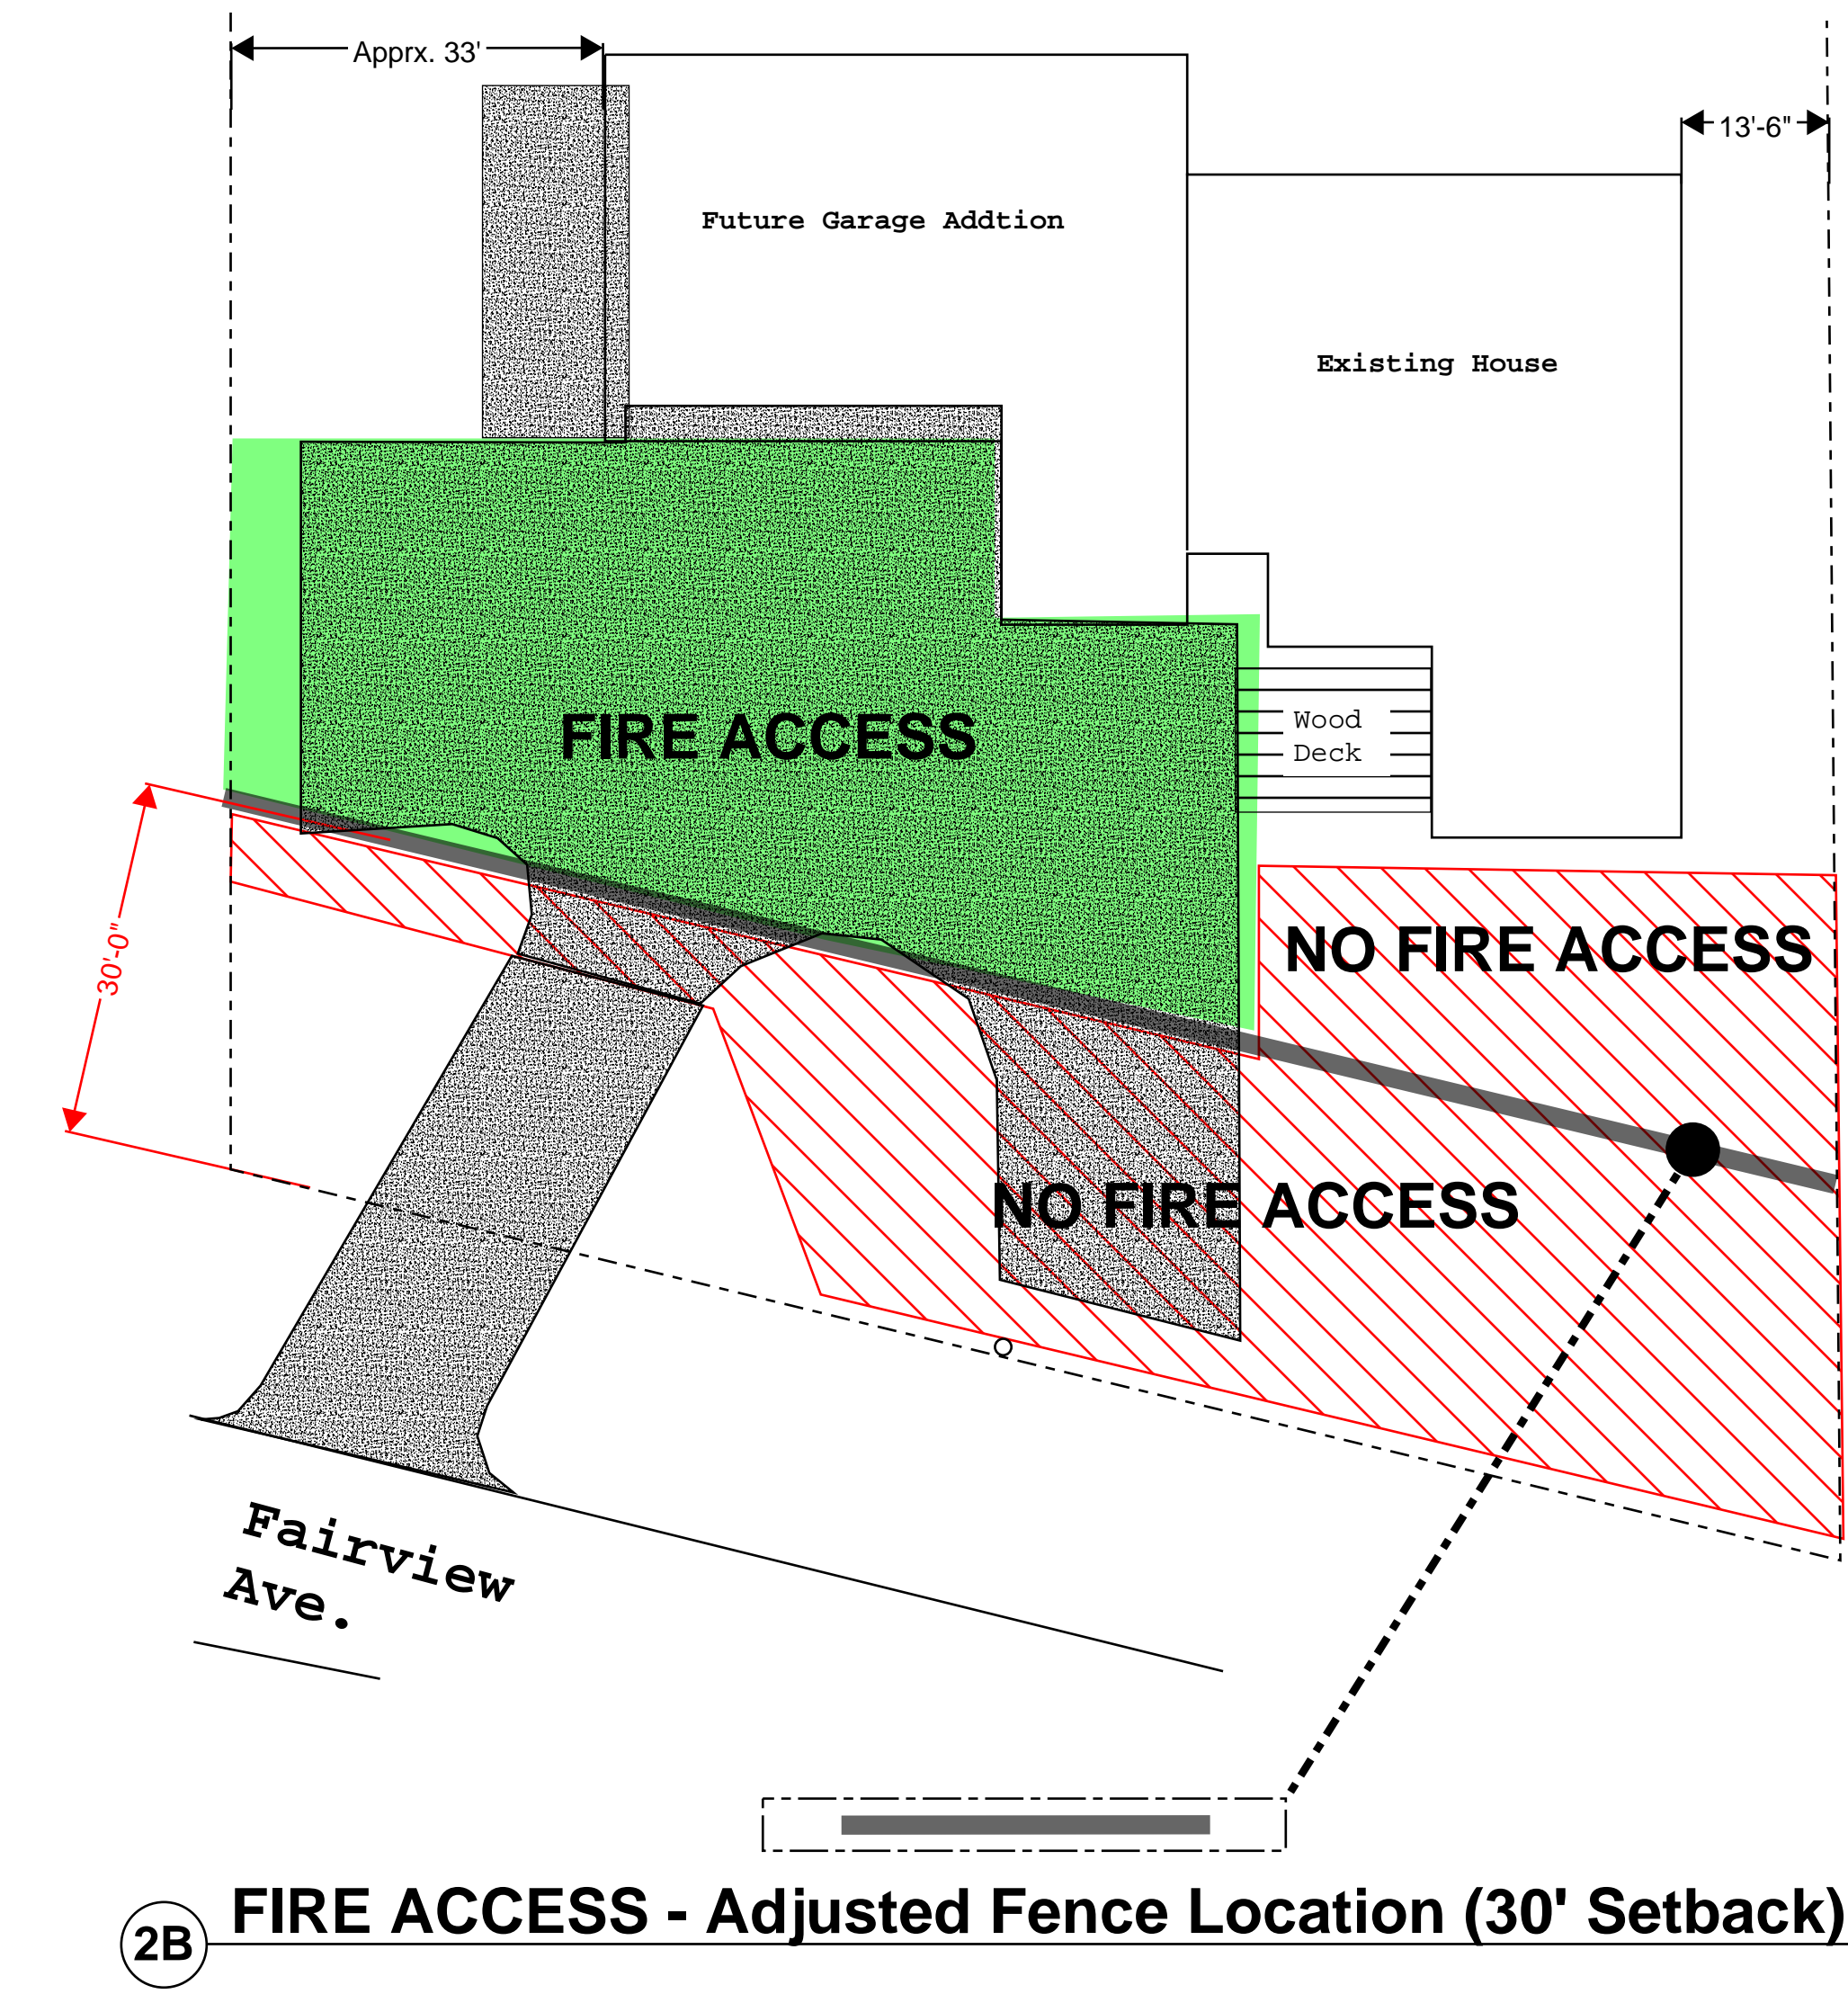 Apprx. 33'
13'-6"
Future Garage Addtion
Existing House
FIRE ACCESS
Wood
Deck
30'-0"
NO FIRE ACCESS
NO FIRE ACCESS
Fairview
Ave.
2B
FIRE ACCESS - Adjusted Fence Location (30' Setback)